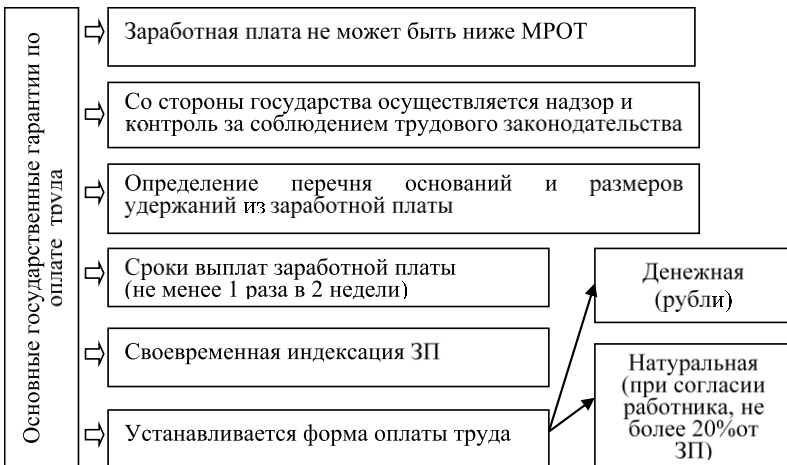 Основные государственные гарантии по
оплате труда
Заработная плата не может быть ниже МРОТ
Со стороны государства осуществляется надзор и
контроль за соблюдением трудового законодательства
Определение перечня оснований и размеров
удержаний из заработной платы
Сроки выплат заработной платы
(не менее 1 раза в 2 недели)
Своевременная индексация ЗП
Устанавливается форма оплаты труда
Денежная
(рубли)
Натуральная
(при согласии
работника, не
более 20%от
ЗП)